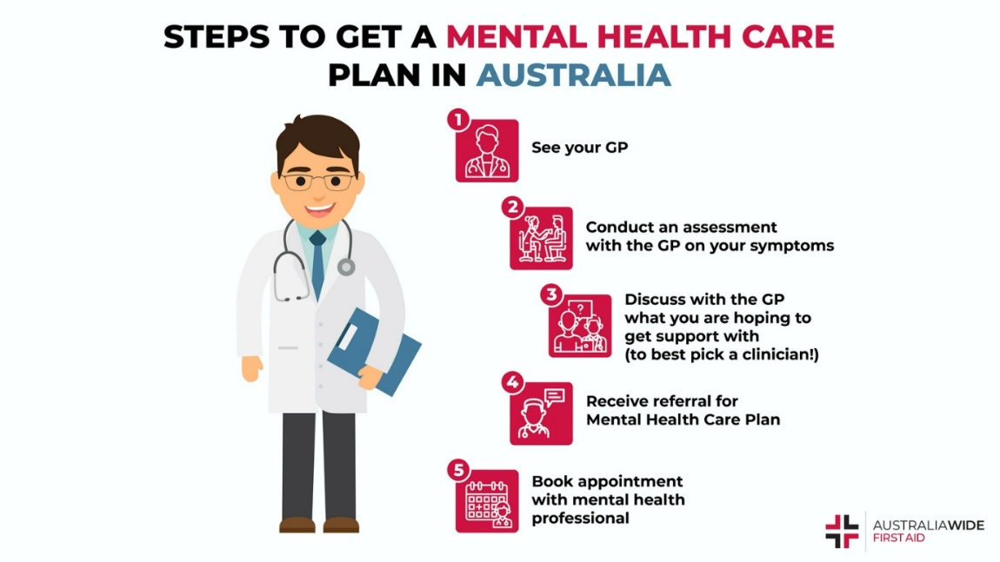 STEPS TO GET A MENTAL HEALTH CARE
PLAN IN AUSTRALIA
1
See your GP
2
Conduct an assessment
with the GP on your symptoms
3
?
Discuss with the GP
what you are hoping to
get support with
(to best pick a clinician!)
4
Receive referral for
Mental Health Care Plan
5
Book appointment
with mental health
professional
AUSTRALIAWIDE
FIRST AID